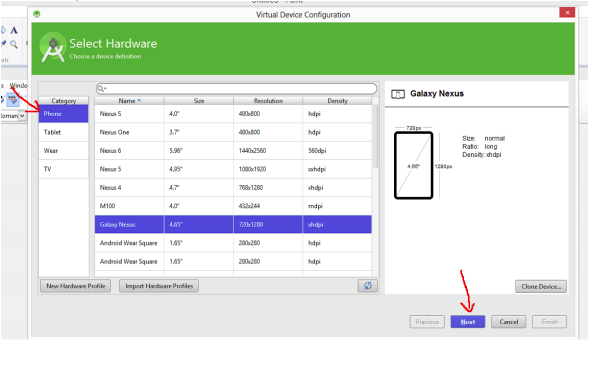 Virtual Device Configuration
Select Hardware
Choose a device definition
Category
Phone
Tablet
Wear
TV
Name Size Resolution Density
Nexus S 4.0" 480x800 hdpi
Nexus One 3.7" 480x800 hdpi
Nexus 6 5.96" 1440x2560 560dpi
Nexus 5 4.95" 1080x1920 xxhdpi
Nexus 4 4.7" 768x1280 xhdpi
M100 4.0" 432x244 mdpi
Galaxy Nexus 4.65" 720x1280 xhdpi
Android Wear Square 1.65" 280x280 hdpi
Android Wear Square 1.65" 280x280 hdpi
New Hardware Profile Import Hardware Profiles
Galaxy Nexus
720px
4.65"
1280px
Size: normal
Ratio: long
Density: xhdpi
Clone Device...
Previous Next Cancel Finish